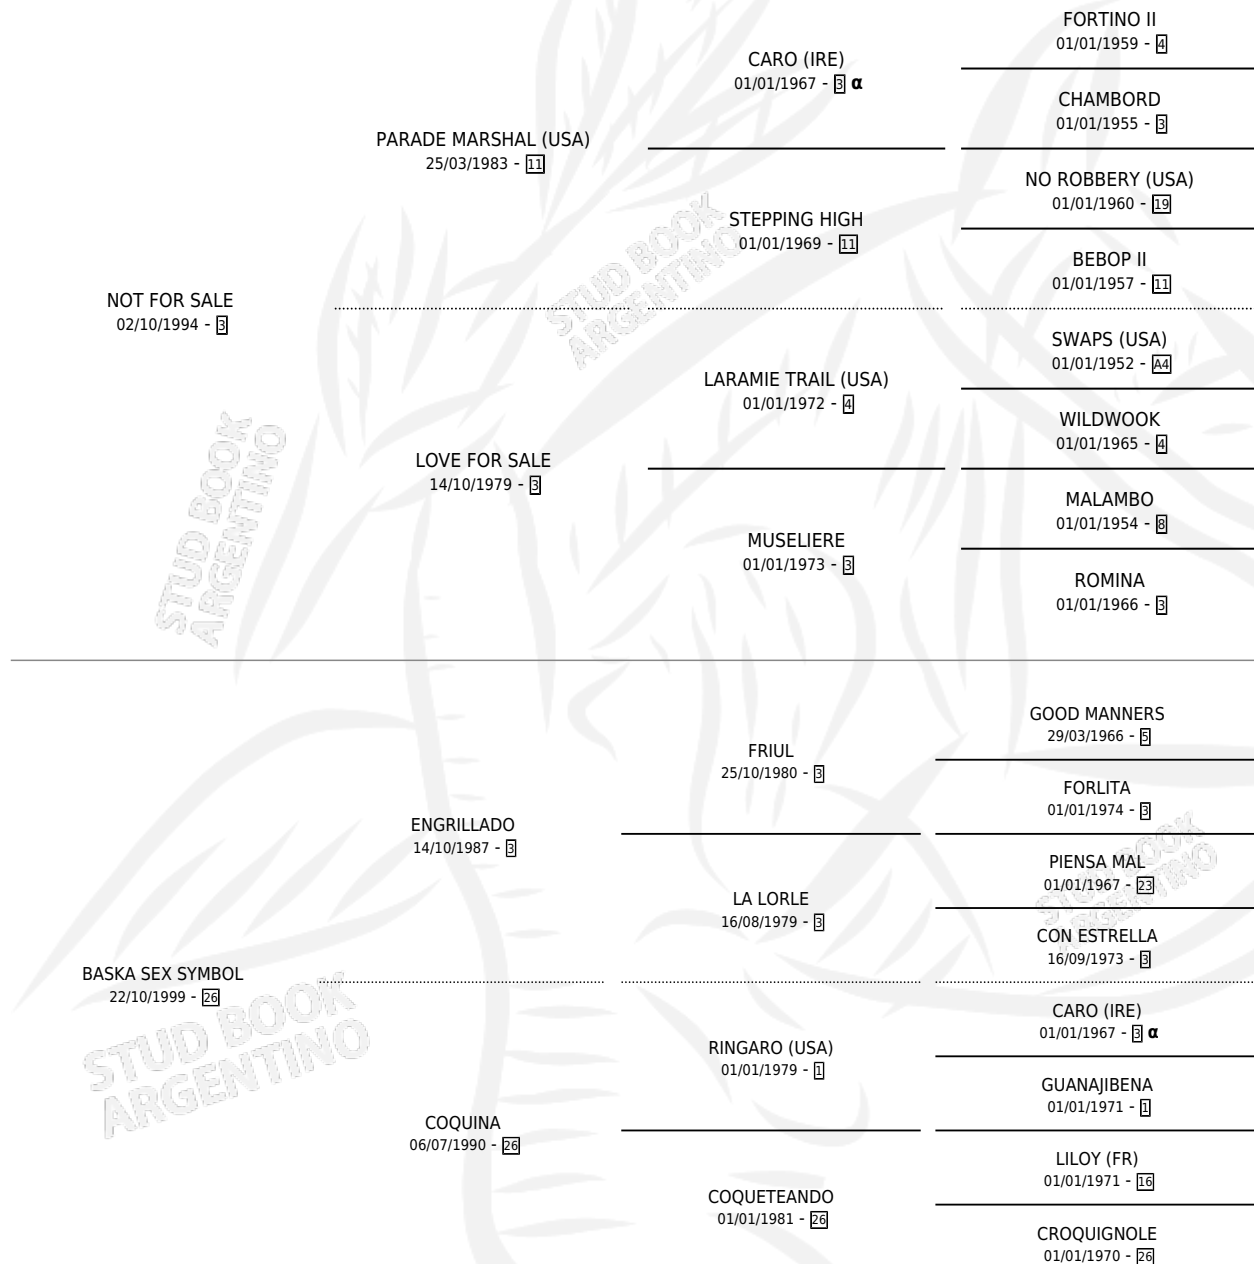 FORTINO II
01/01/1959 - 4
CARO (IRE)
01/01/1967 - 3 α
CHAMBORD
01/01/1955 - 3
PARADE MARSHAL (USA)
25/03/1983 - 11
NO ROBBERY (USA)
01/01/1960 - 19
STEPPING HIGH
01/01/1969 - 11
BEBOP II
01/01/1957 - 11
NOT FOR SALE
02/10/1994 - 3
SWAPS (USA)
01/01/1952 - A4
LARAMIE TRAIL (USA)
01/01/1972 - 4
WILDWOOK
01/01/1965 - 4
LOVE FOR SALE
14/10/1979 - 3
MALAMBO
01/01/1954 - 8
MUSELIERE
01/01/1973 - 3
ROMINA
01/01/1966 - 3
GOOD MANNERS
29/03/1966 - 5
FRIUL
25/10/1980 - 3
FORLITA
01/01/1974 - 3
ENGRILLADO
14/10/1987 - 3
PIENSA MAL
01/01/1967 - 23
LA LORLE
16/08/1979 - 3
CON ESTRELLA
16/09/1973 - 3
BASKA SEX SYMBOL
22/10/1999 - 26
CARO (IRE)
01/01/1967 - 3 α
RINGARO (USA)
01/01/1979 - 1
GUANAJIBENA
01/01/1971 - 1
COQUINA
06/07/1990 - 26
LILOY (FR)
01/01/1971 - 16
COQUETEANDO
01/01/1981 - 26
CROQUIGNOLE
01/01/1970 - 26
STUD BOOK
ARGENTINO
STUD BOOK
ARGENTINO
STUD BOOK
ARGENTINO
STUD BOOK
ARGENTINO